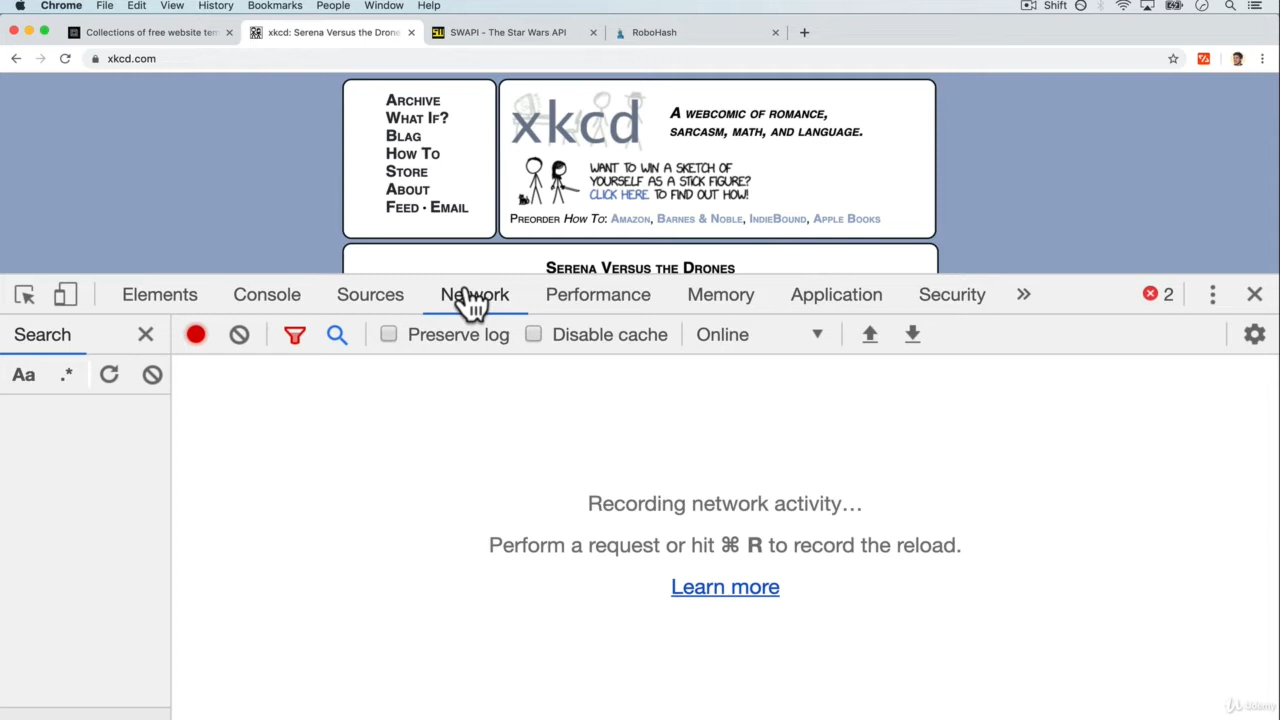 Chrome File Edit View History Bookmarks People Window Help Shift
Collections of free website tem xkcd: Serena Versus the Drone SWAPI - The Star Wars API RoboHash
xkcd.com
Archive
What If?
Blag
How To
Store
About
Feed · Email
xkcd
A webcomic of romance,
sarcasm, math, and language.
WANT TO WIN A SKETCH OF
YOURSELF AS A STICK FIGURE?
CLICK HERE TO FIND OUT HOW!
Preorder How To: Amazon, Barnes & Noble, IndieBound, Apple Books
Serena Versus the Drones
Elements Console Sources Network Performance Memory Application Security » 2
Search Preserve log Disable cache Online
Aa .*
Recording network activity…
Perform a request or hit ⌘ R to record the reload.
Learn more
Udemy